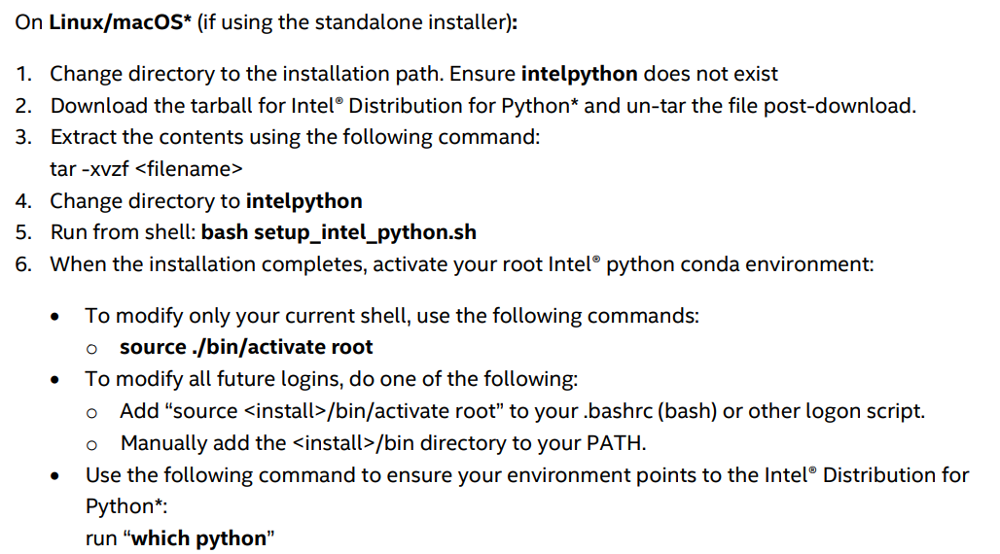 On Linux/macOS* (if using the standalone installer):
1. Change directory to the installation path. Ensure intelpython does not exist
2. Download the tarball for Intel® Distribution for Python* and un-tar the file post-download.
3. Extract the contents using the following command:
tar -xvzf <filename>
4. Change directory to intelpython
5. Run from shell: bash setup_intel_python.sh
6. When the installation completes, activate your root Intel® python conda environment:
• To modify only your current shell, use the following commands:
o source ./bin/activate root
• To modify all future logins, do one of the following:
o Add “source <install>/bin/activate root” to your .bashrc (bash) or other logon script.
o Manually add the <install>/bin directory to your PATH.
• Use the following command to ensure your environment points to the Intel® Distribution for
Python*:
run “which python”